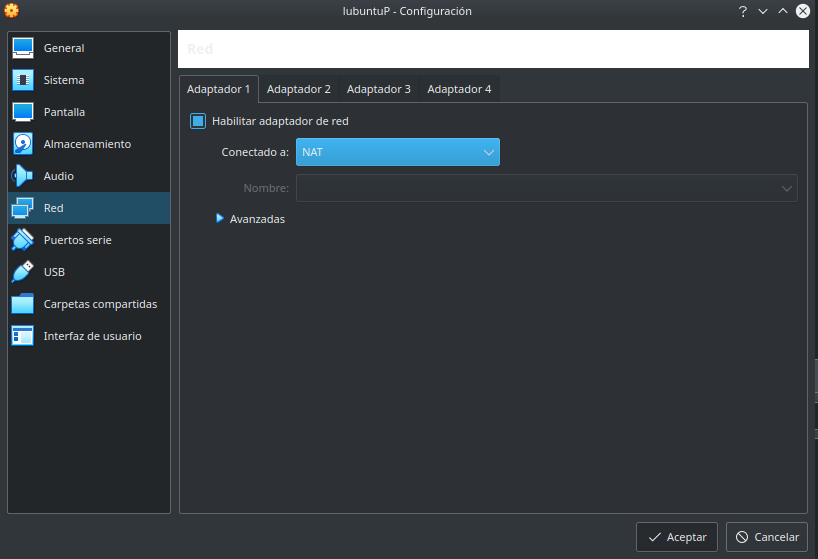 lubuntuP - Configuración
General
Sistema
Pantalla
Almacenamiento
Audio
Red
Puertos serie
USB
Carpetas compartidas
Interfaz de usuario
Red
Adaptador 1 Adaptador 2 Adaptador 3 Adaptador 4
Habilitar adaptador de red
Conectado a: NAT
Nombre:
Avanzadas
Aceptar Cancelar